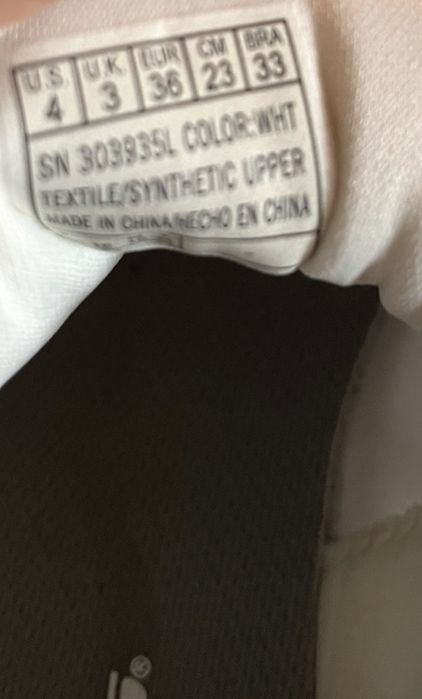 U.S. U.K. EUR CM BRA
4 3 36 23 33
SN 303935L COLOR:WHT
TEXTILE/SYNTHETIC UPPER
MADE IN CHINA/HECHO EN CHINA
®